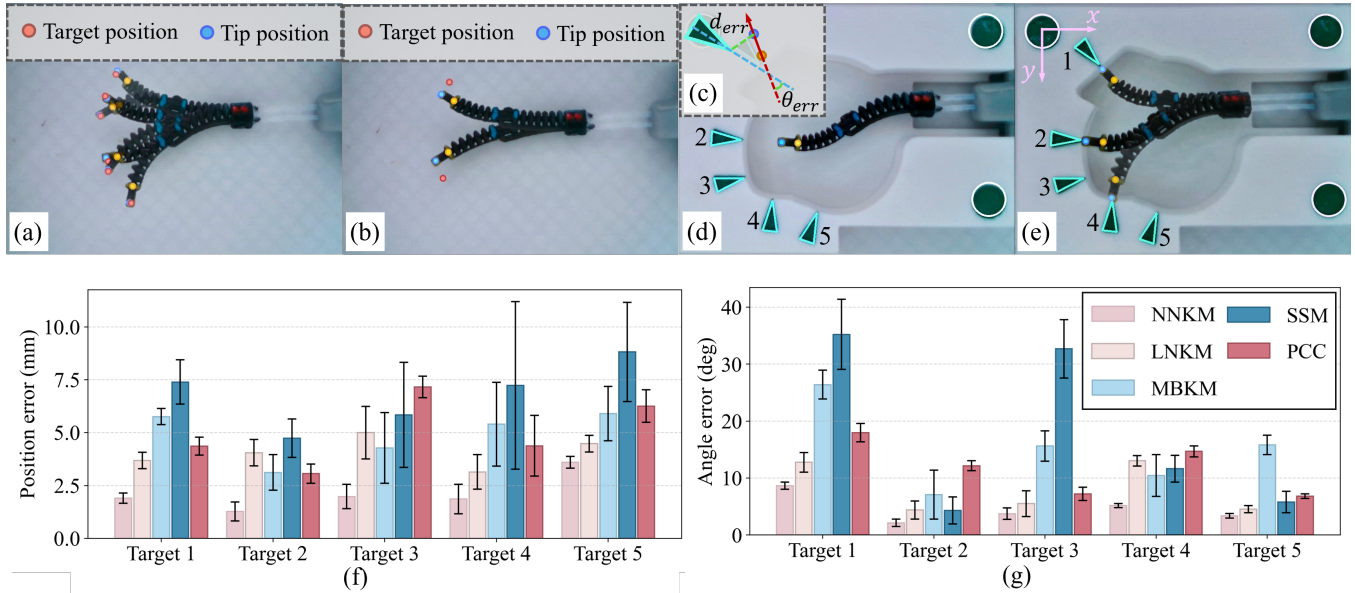 Target position Tip position
Target position Tip position
d_err
θ_err
(c)
2
3
4
5
(a)
(b)
(d)
x
y
1
2
3
4
5
(e)
Position error (mm)
10.0
7.5
5.0
2.5
0.0
Target 1 Target 2 Target 3 Target 4 Target 5
(f)
Angle error (deg)
40
30
20
10
0
NNKM SSM
LNKM PCC
MBKM
Target 1 Target 2 Target 3 Target 4 Target 5
(g)